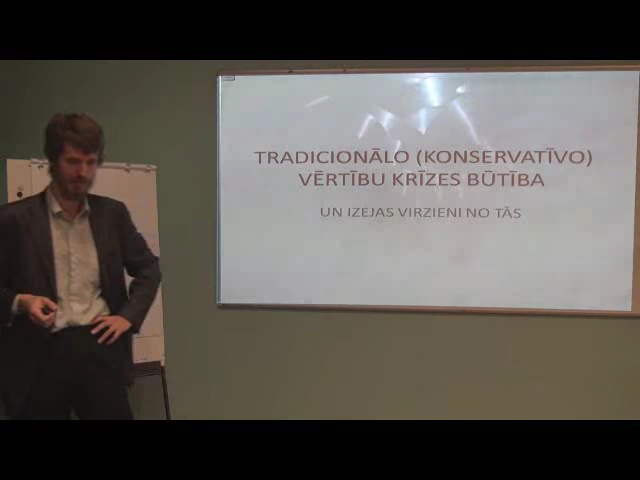 TRADICIONĀLO (KONSERVATĪVO)
VĒRTĪBU KRĪZES BŪTĪBA
UN IZEJAS VIRZIENI NO TĀS